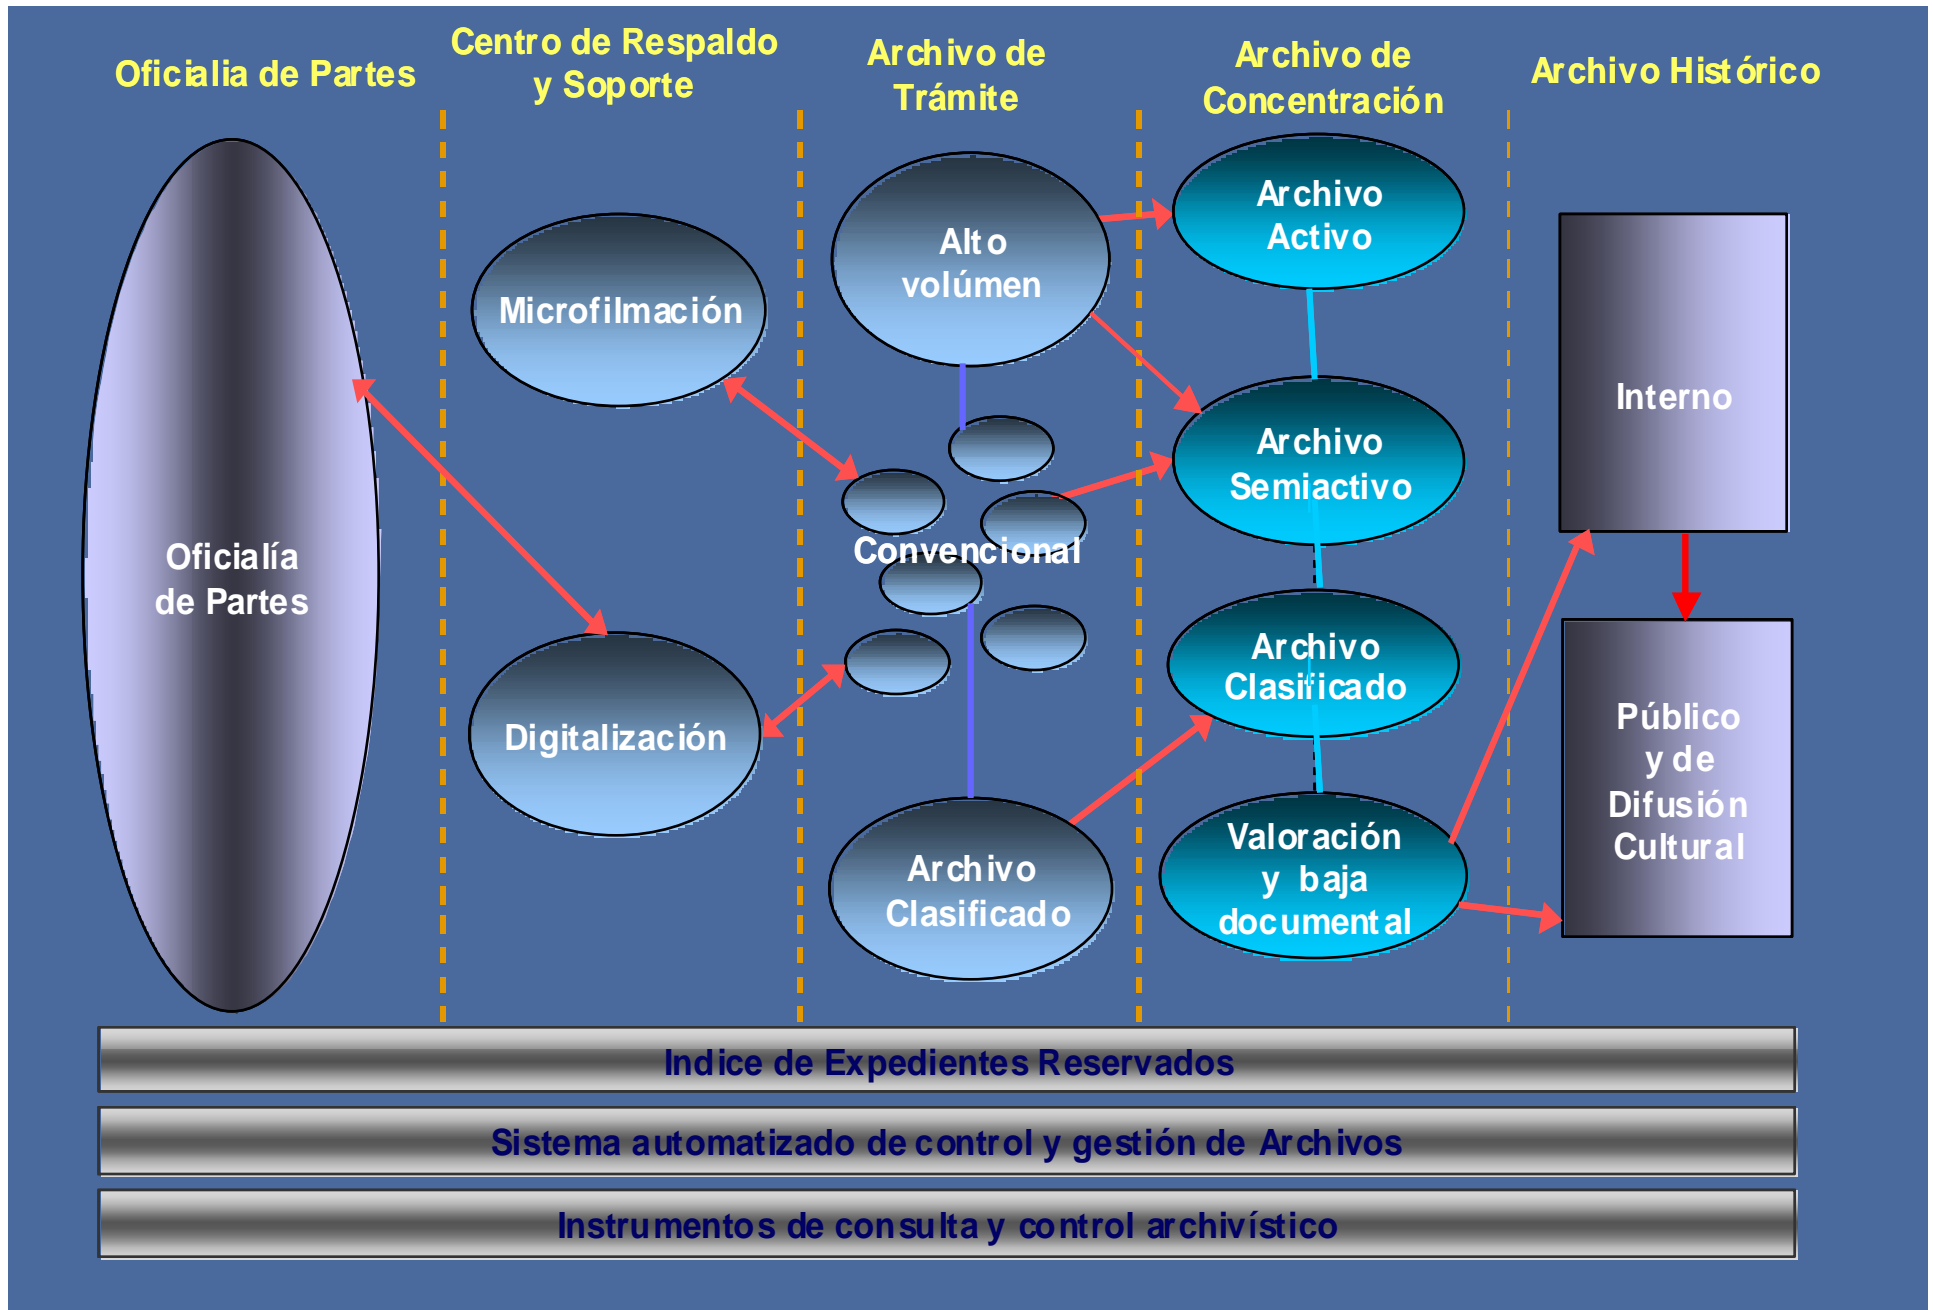 Oficialia de Partes
Centro de Respaldo
y Soporte
Archivo de
Trámite
Archivo de
Concentración
Archivo Histórico
Oficialía
de Partes
Microfilmación
Digitalización
Alto
volúmen
Convencional
Archivo
Clasificado
Archivo
Activo
Archivo
Semiactivo
Archivo
Clasificado
Valoración
y baja
documental
Interno
Público
y de
Difusión
Cultural
Indice de Expedientes Reservados
Sistema automatizado de control y gestión de Archivos
Instrumentos de consulta y control archivístico